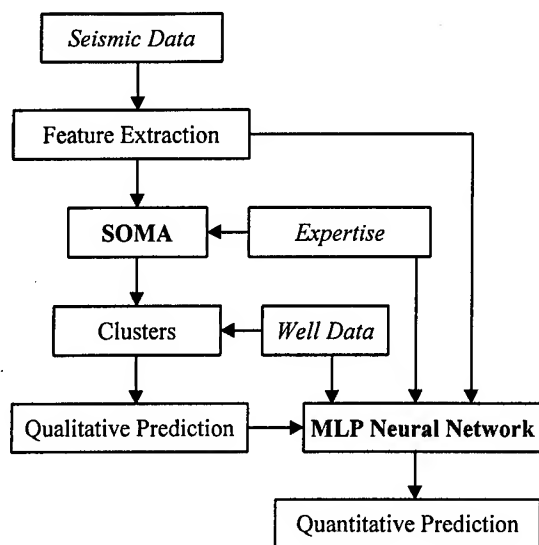 Seismic Data
Feature Extraction
SOMA
Expertise
Clusters
Well Data
Qualitative Prediction
MLP Neural Network
Quantitative Prediction